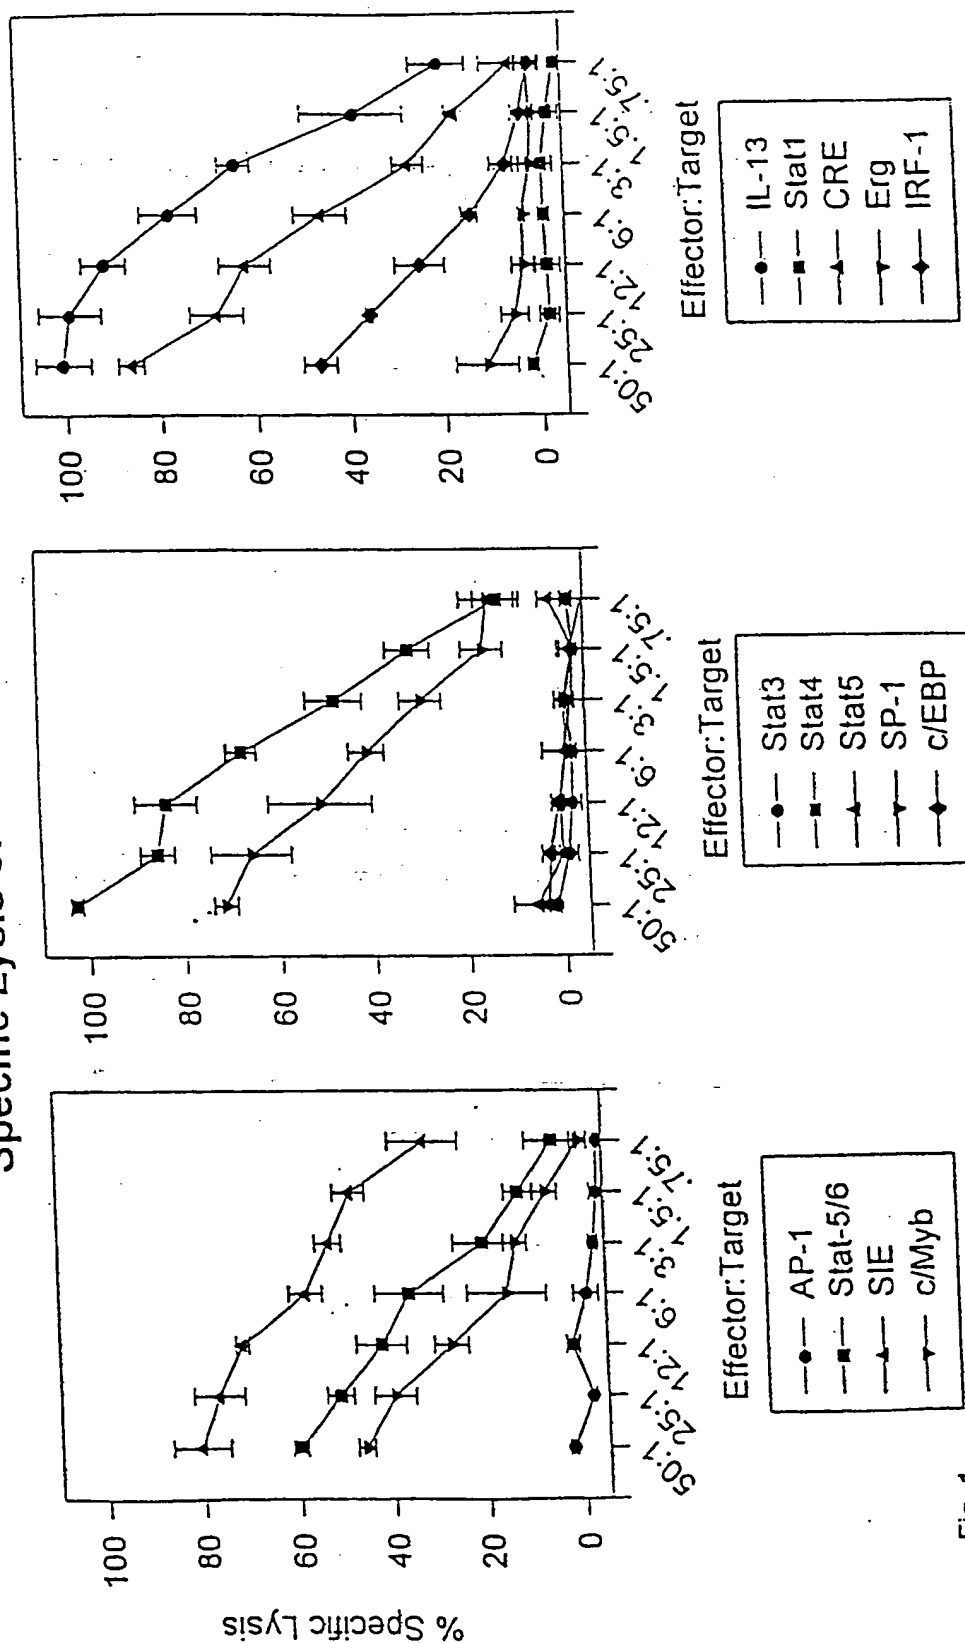 % Specific Lysis
100
80
60
40
20
0
50:1
25:1
12:1
6:1
3:1
1.5:1
.75:1
Effector:Target
AP-1
Stat-5/6
SIE
c/Myb
100
80
60
40
20
0
50:1
25:1
12:1
6:1
3:1
1.5:1
.75:1
Effector:Target
Stat3
Stat4
Stat5
SP-1
c/EBP
100
80
60
40
20
0
50:1
25:1
12:1
6:1
3:1
1.5:1
.75:1
Effector:Target
IL-13
Stat1
CRE
Erg
IRF-1